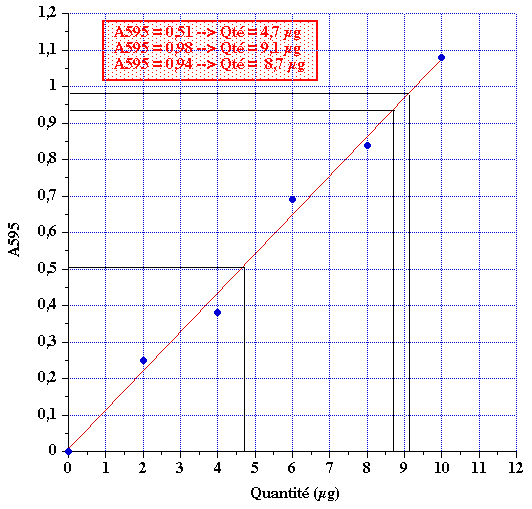 1,2
A595 = 0.51 --> Qté = 4,7 µg
A595 = 0.98 --> Qté = 9,1 µg
A595 = 0.94 --> Qté = 8,7 µg
1,1
1
0,9
0,8
0,7
0,6
0,5
0,4
0,3
0,2
0,1
0
A595
0 1 2 3 4 5 6 7 8 9 10 11 12
Quantité (µg)